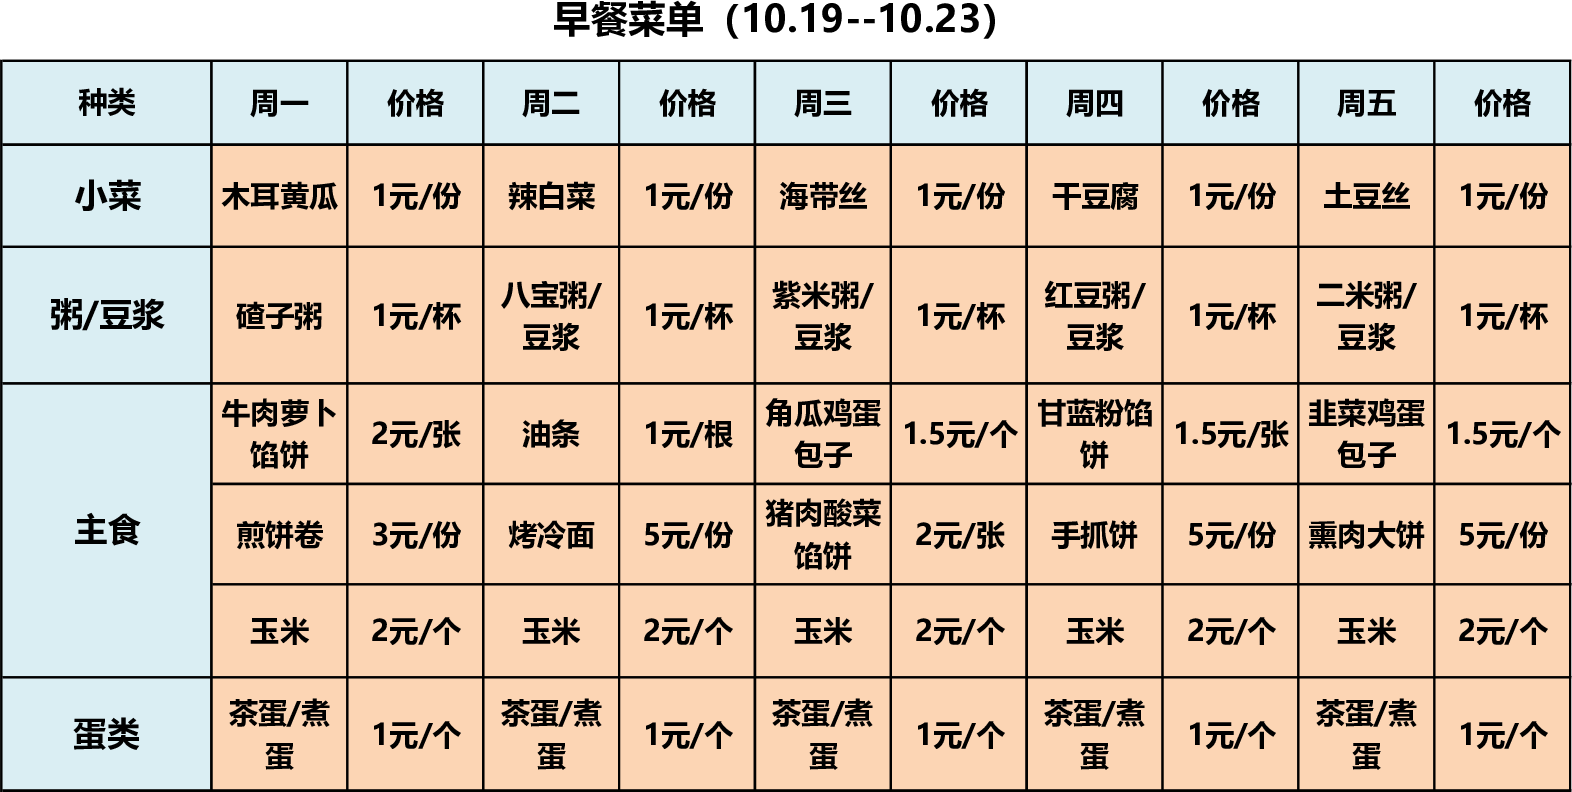 早餐菜单（10.19--10.23）
种类 周一 价格 周二 价格 周三 价格 周四 价格 周五 价格
小菜 木耳黄瓜 1元/份 辣白菜 1元/份 海带丝 1元/份 干豆腐 1元/份 土豆丝 1元/份
粥/豆浆 碴子粥 1元/杯 八宝粥/豆浆 1元/杯 紫米粥/豆浆 1元/杯 红豆粥/豆浆 1元/杯 二米粥/豆浆 1元/杯
主食 牛肉萝卜馅饼 2元/张 油条 1元/根 角瓜鸡蛋包子 1.5元/个 甘蓝粉馅饼 1.5元/张 韭菜鸡蛋包子 1.5元/个
煎饼卷 3元/份 烤冷面 5元/份 猪肉酸菜馅饼 2元/张 手抓饼 5元/份 熏肉大饼 5元/份
玉米 2元/个 玉米 2元/个 玉米 2元/个 玉米 2元/个 玉米 2元/个
蛋类 茶蛋/煮蛋 1元/个 茶蛋/煮蛋 1元/个 茶蛋/煮蛋 1元/个 茶蛋/煮蛋 1元/个 茶蛋/煮蛋 1元/个